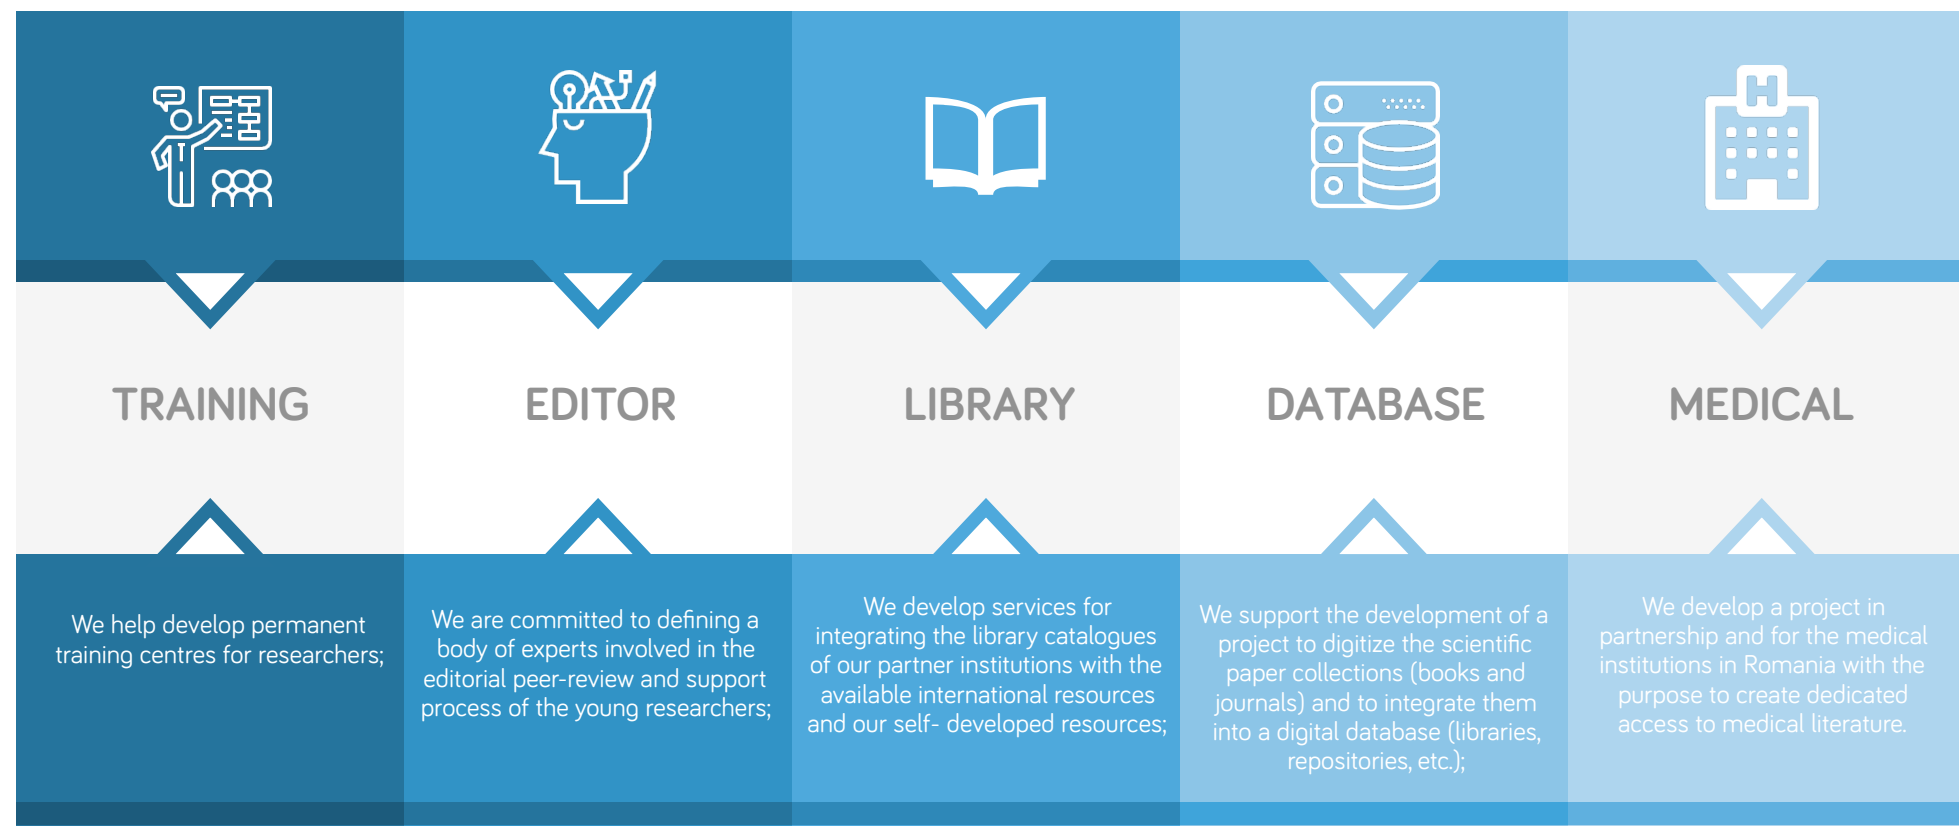 H
TRAINING
EDITOR
LIBRARY
DATABASE
MEDICAL
We help develop permanent
training centres for researchers;
We are committed to defining a
body of experts involved in the
editorial peer-review and support
process of the young researchers;
We develop services for
integrating the library catalogues
of our partner institutions with the
available international resources
and our self- developed resources;
We support the development of a
project to digitize the scientific
paper collections (books and
journals) and to integrate them
into a digital database (libraries,
repositories, etc.);
We develop a project in
partnership and for the medical
institutions in Romania with the
purpose to create dedicated
access to medical literature.